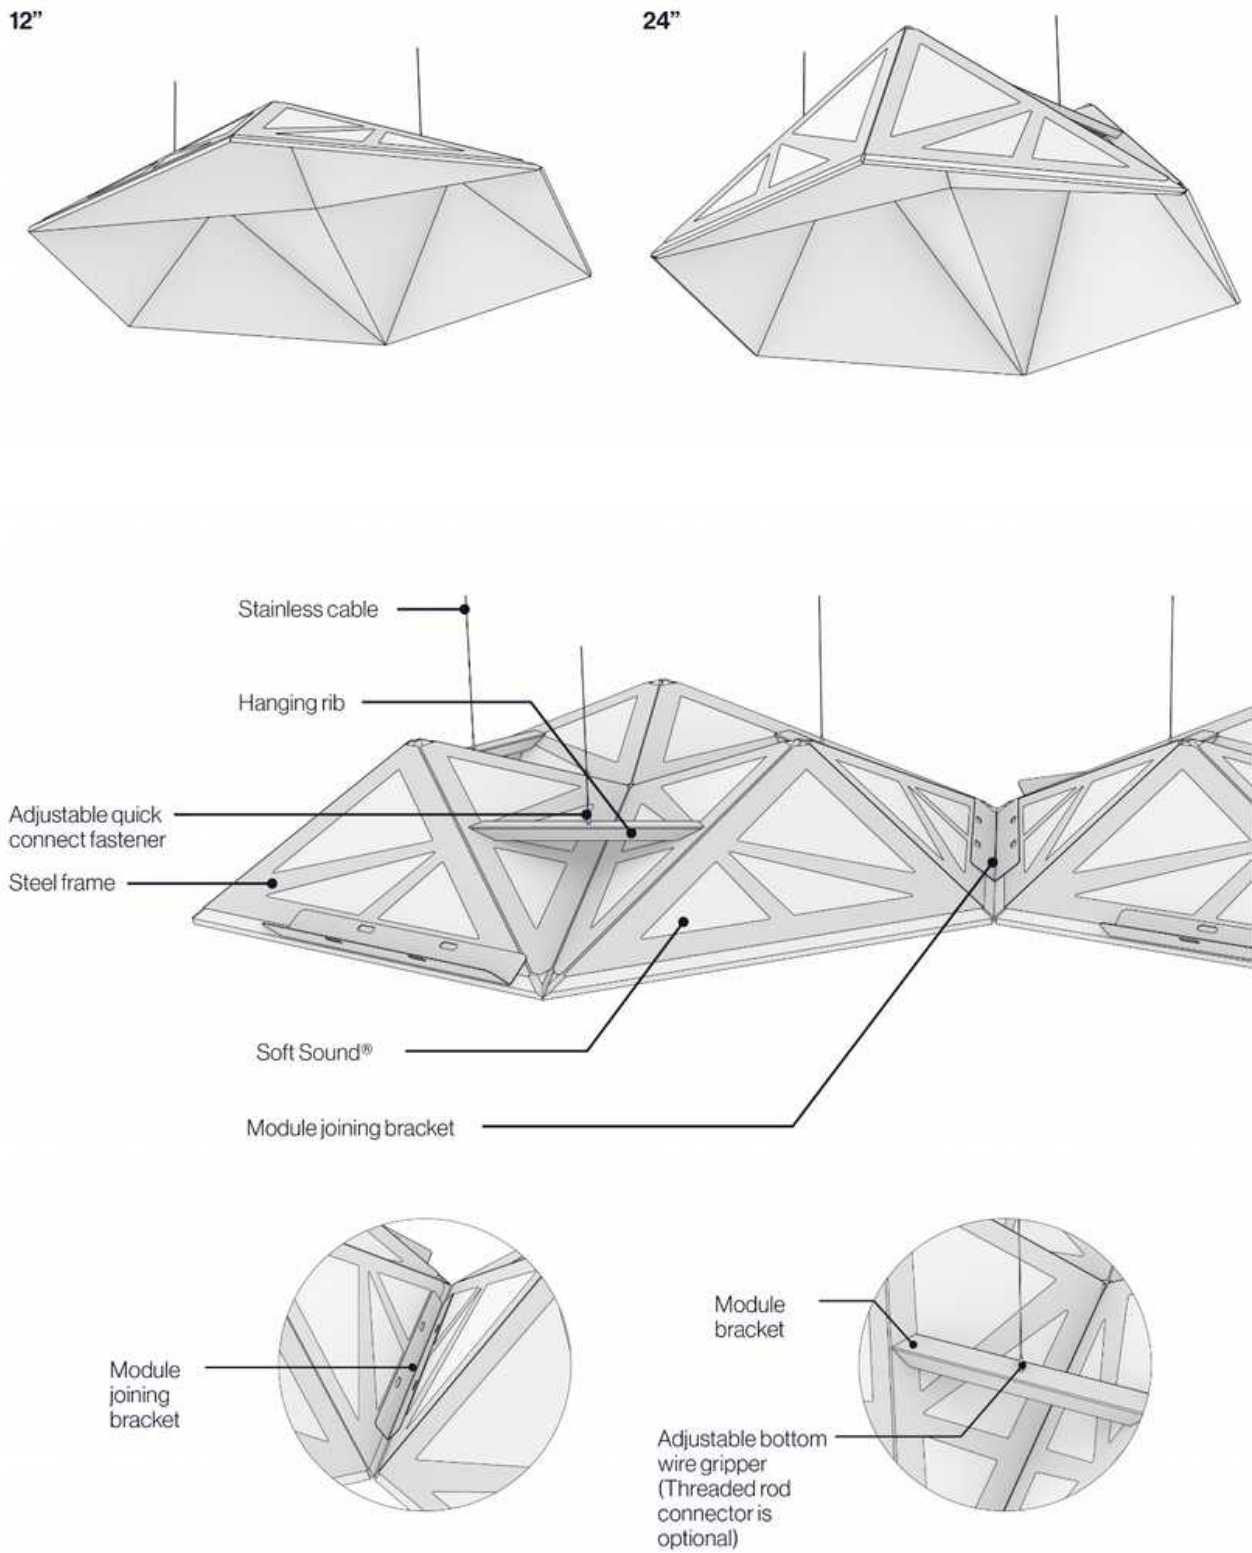 12”
24”
Stainless cable
Hanging rib
Adjustable quick
connect fastener
Steel frame
Soft Sound®
Module joining bracket
Module
joining
bracket
Module
bracket
Adjustable bottom
wire gripper
(Threaded rod
connector is
optional)